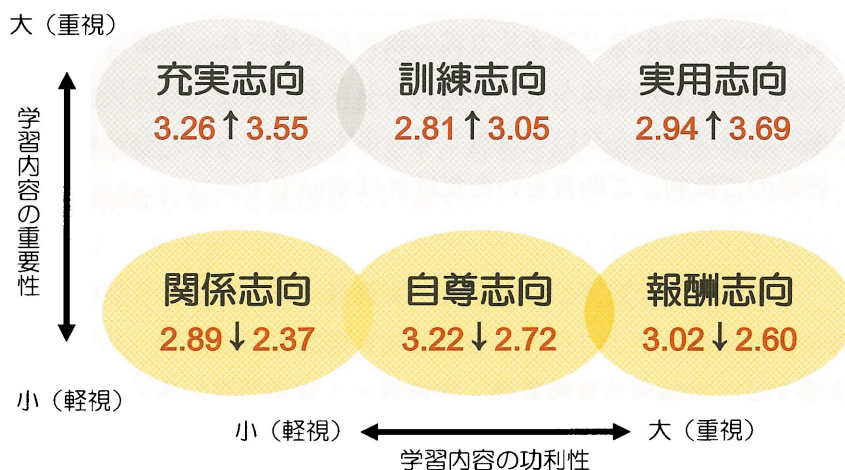 大（重視）
充実志向 訓練志向 実用志向
3.26↑3.55 2.81↑3.05 2.94↑3.69
学習内容の重要性
関係志向 自尊志向 報酬志向
2.89↓2.37 3.22↓2.72 3.02↓2.60
小（軽視）
小（軽視） 大（重視）
学習内容の功利性